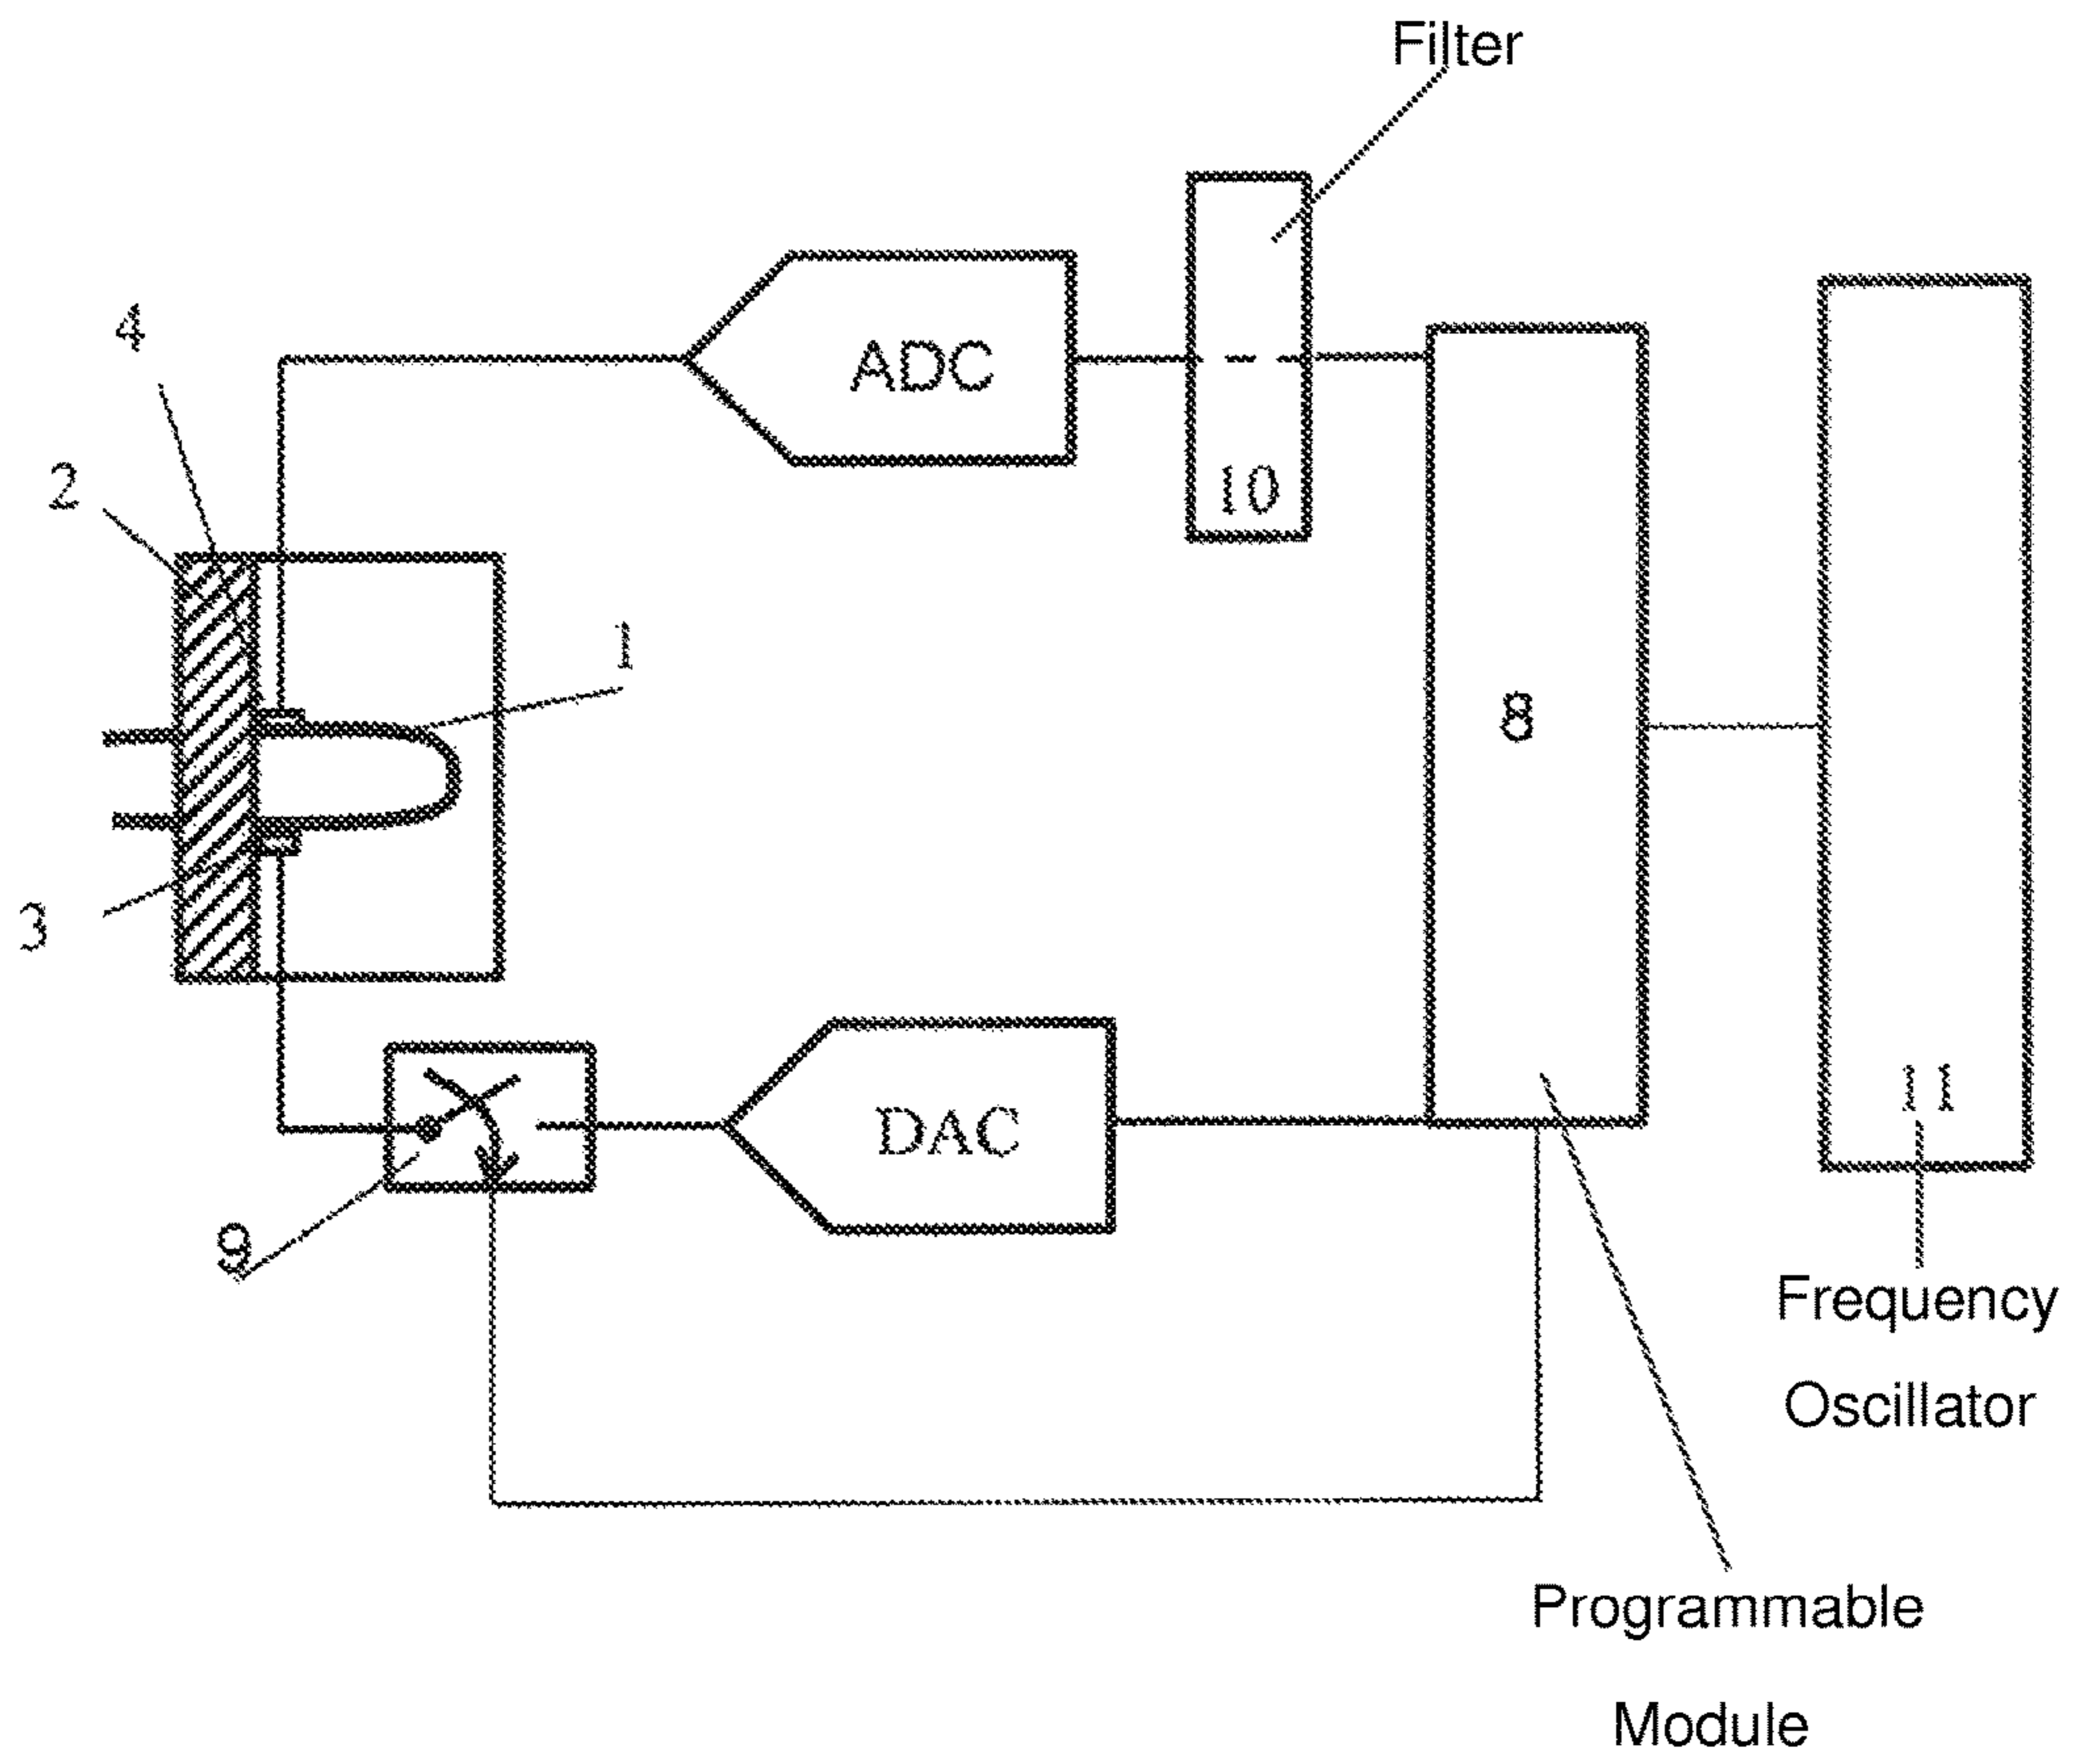 Filter
4
ADC
2
10
1
8
3
11
DAC
9
Frequency
Oscillator
Programmable
Module